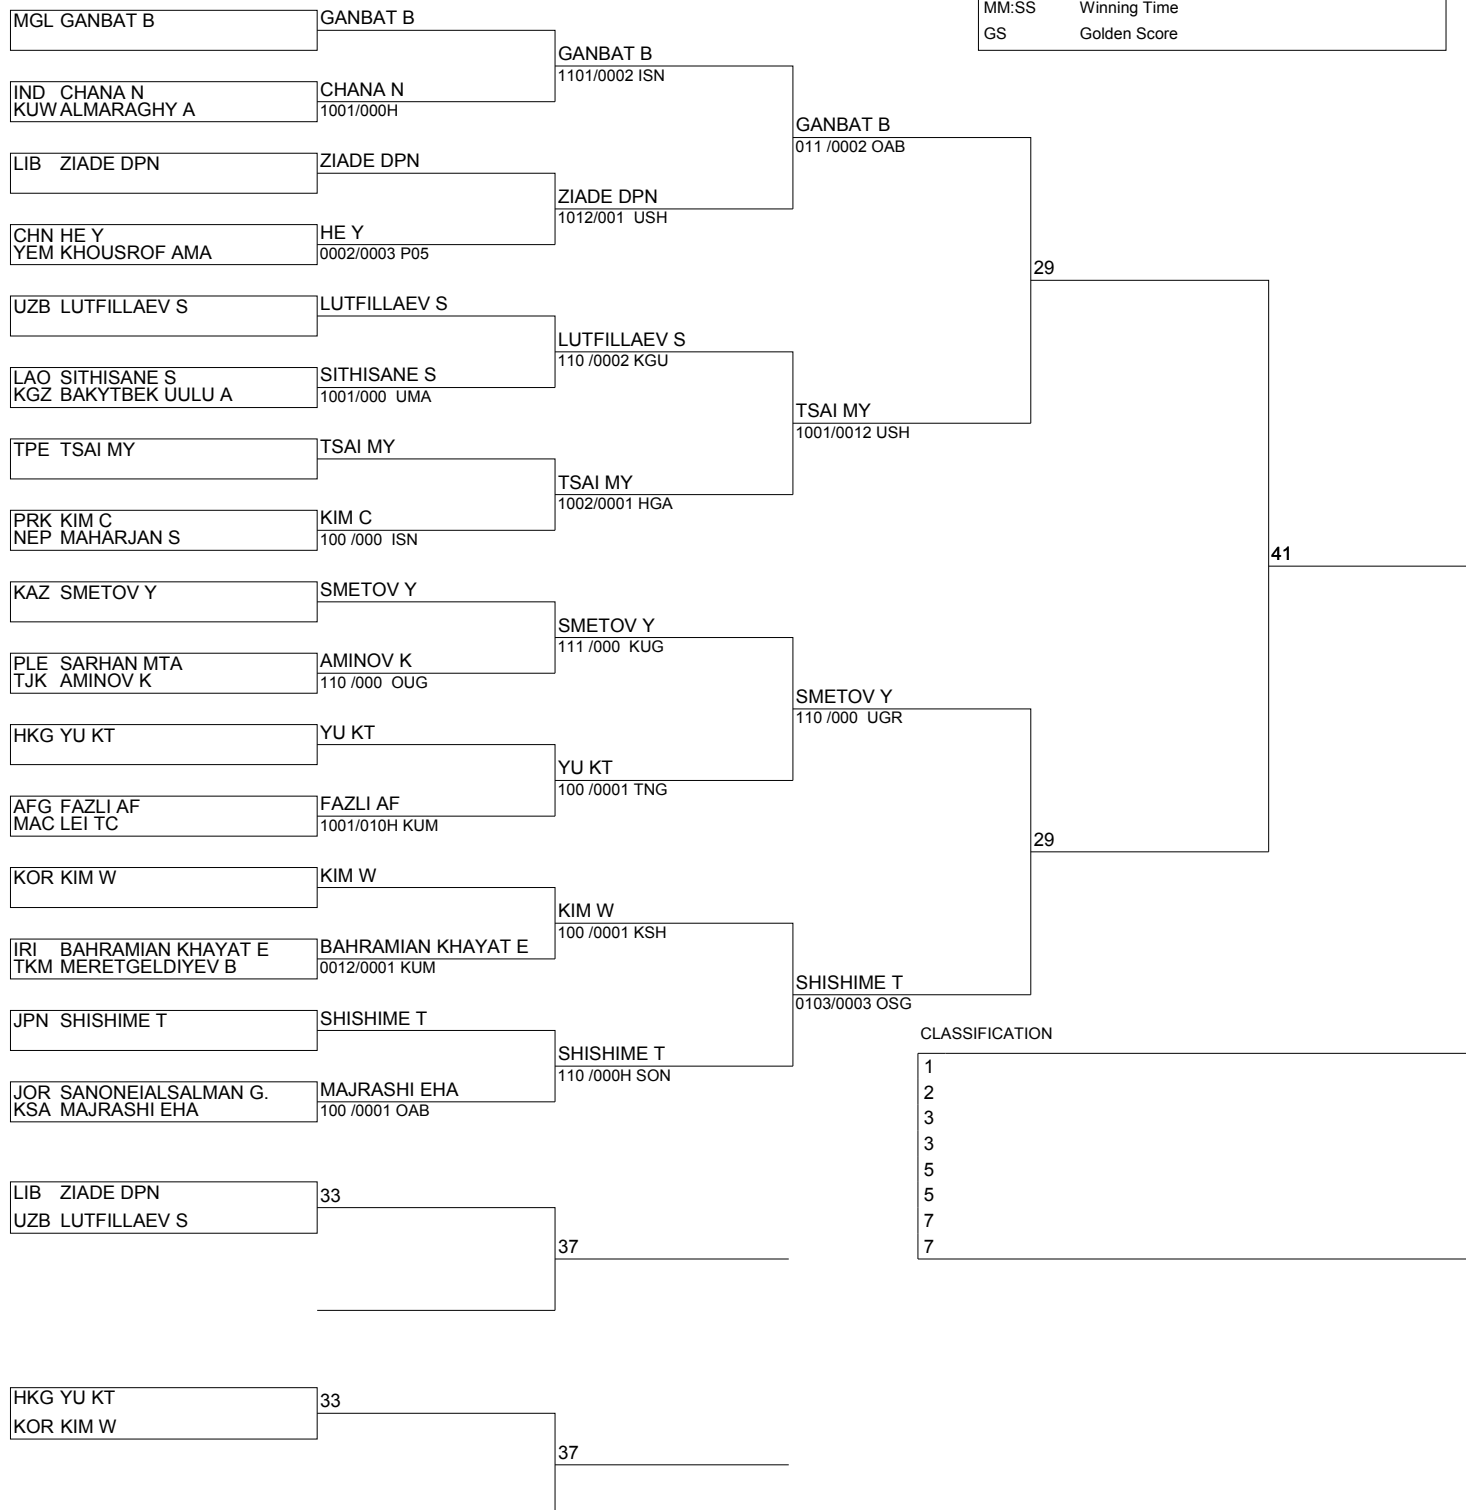 MM:SS Winning Time
GS Golden Score
MGL GANBAT B
GANBAT B
GANBAT B
1101/0002 ISN
IND CHANA N
KUW ALMARAGHY A
CHANA N
1001/000H
GANBAT B
011 /0002 OAB
LIB ZIADE DPN
ZIADE DPN
ZIADE DPN
1012/001 USH
CHN HE Y
YEM KHOUSROF AMA
HE Y
0002/0003 P05
29
UZB LUTFILLAEV S
LUTFILLAEV S
LUTFILLAEV S
110 /0002 KGU
LAO SITHISANE S
KGZ BAKYTBEK UULU A
SITHISANE S
1001/000 UMA
TSAI MY
1001/0012 USH
TPE TSAI MY
TSAI MY
TSAI MY
1002/0001 HGA
PRK KIM C
NEP MAHARJAN S
KIM C
100 /000 ISN
41
KAZ SMETOV Y
SMETOV Y
SMETOV Y
111 /000 KUG
PLE SARHAN MTA
TJK AMINOV K
AMINOV K
110 /000 OUG
SMETOV Y
110 /000 UGR
HKG YU KT
YU KT
YU KT
100 /0001 TNG
AFG FAZLI AF
MAC LEI TC
FAZLI AF
1001/010H KUM
29
KOR KIM W
KIM W
KIM W
100 /0001 KSH
IRI BAHRAMIAN KHAYAT E
TKM MERETGELDIYEV B
BAHRAMIAN KHAYAT E
0012/0001 KUM
SHISHIME T
0103/0003 OSG
JPN SHISHIME T
SHISHIME T
SHISHIME T
110 /000H SON
JOR SANONEIALSALMAN G.
KSA MAJRASHI EHA
MAJRASHI EHA
100 /0001 OAB
CLASSIFICATION
1
2
3
3
5
5
7
7
LIB ZIADE DPN
UZB LUTFILLAEV S
33
37
HKG YU KT
KOR KIM W
33
37